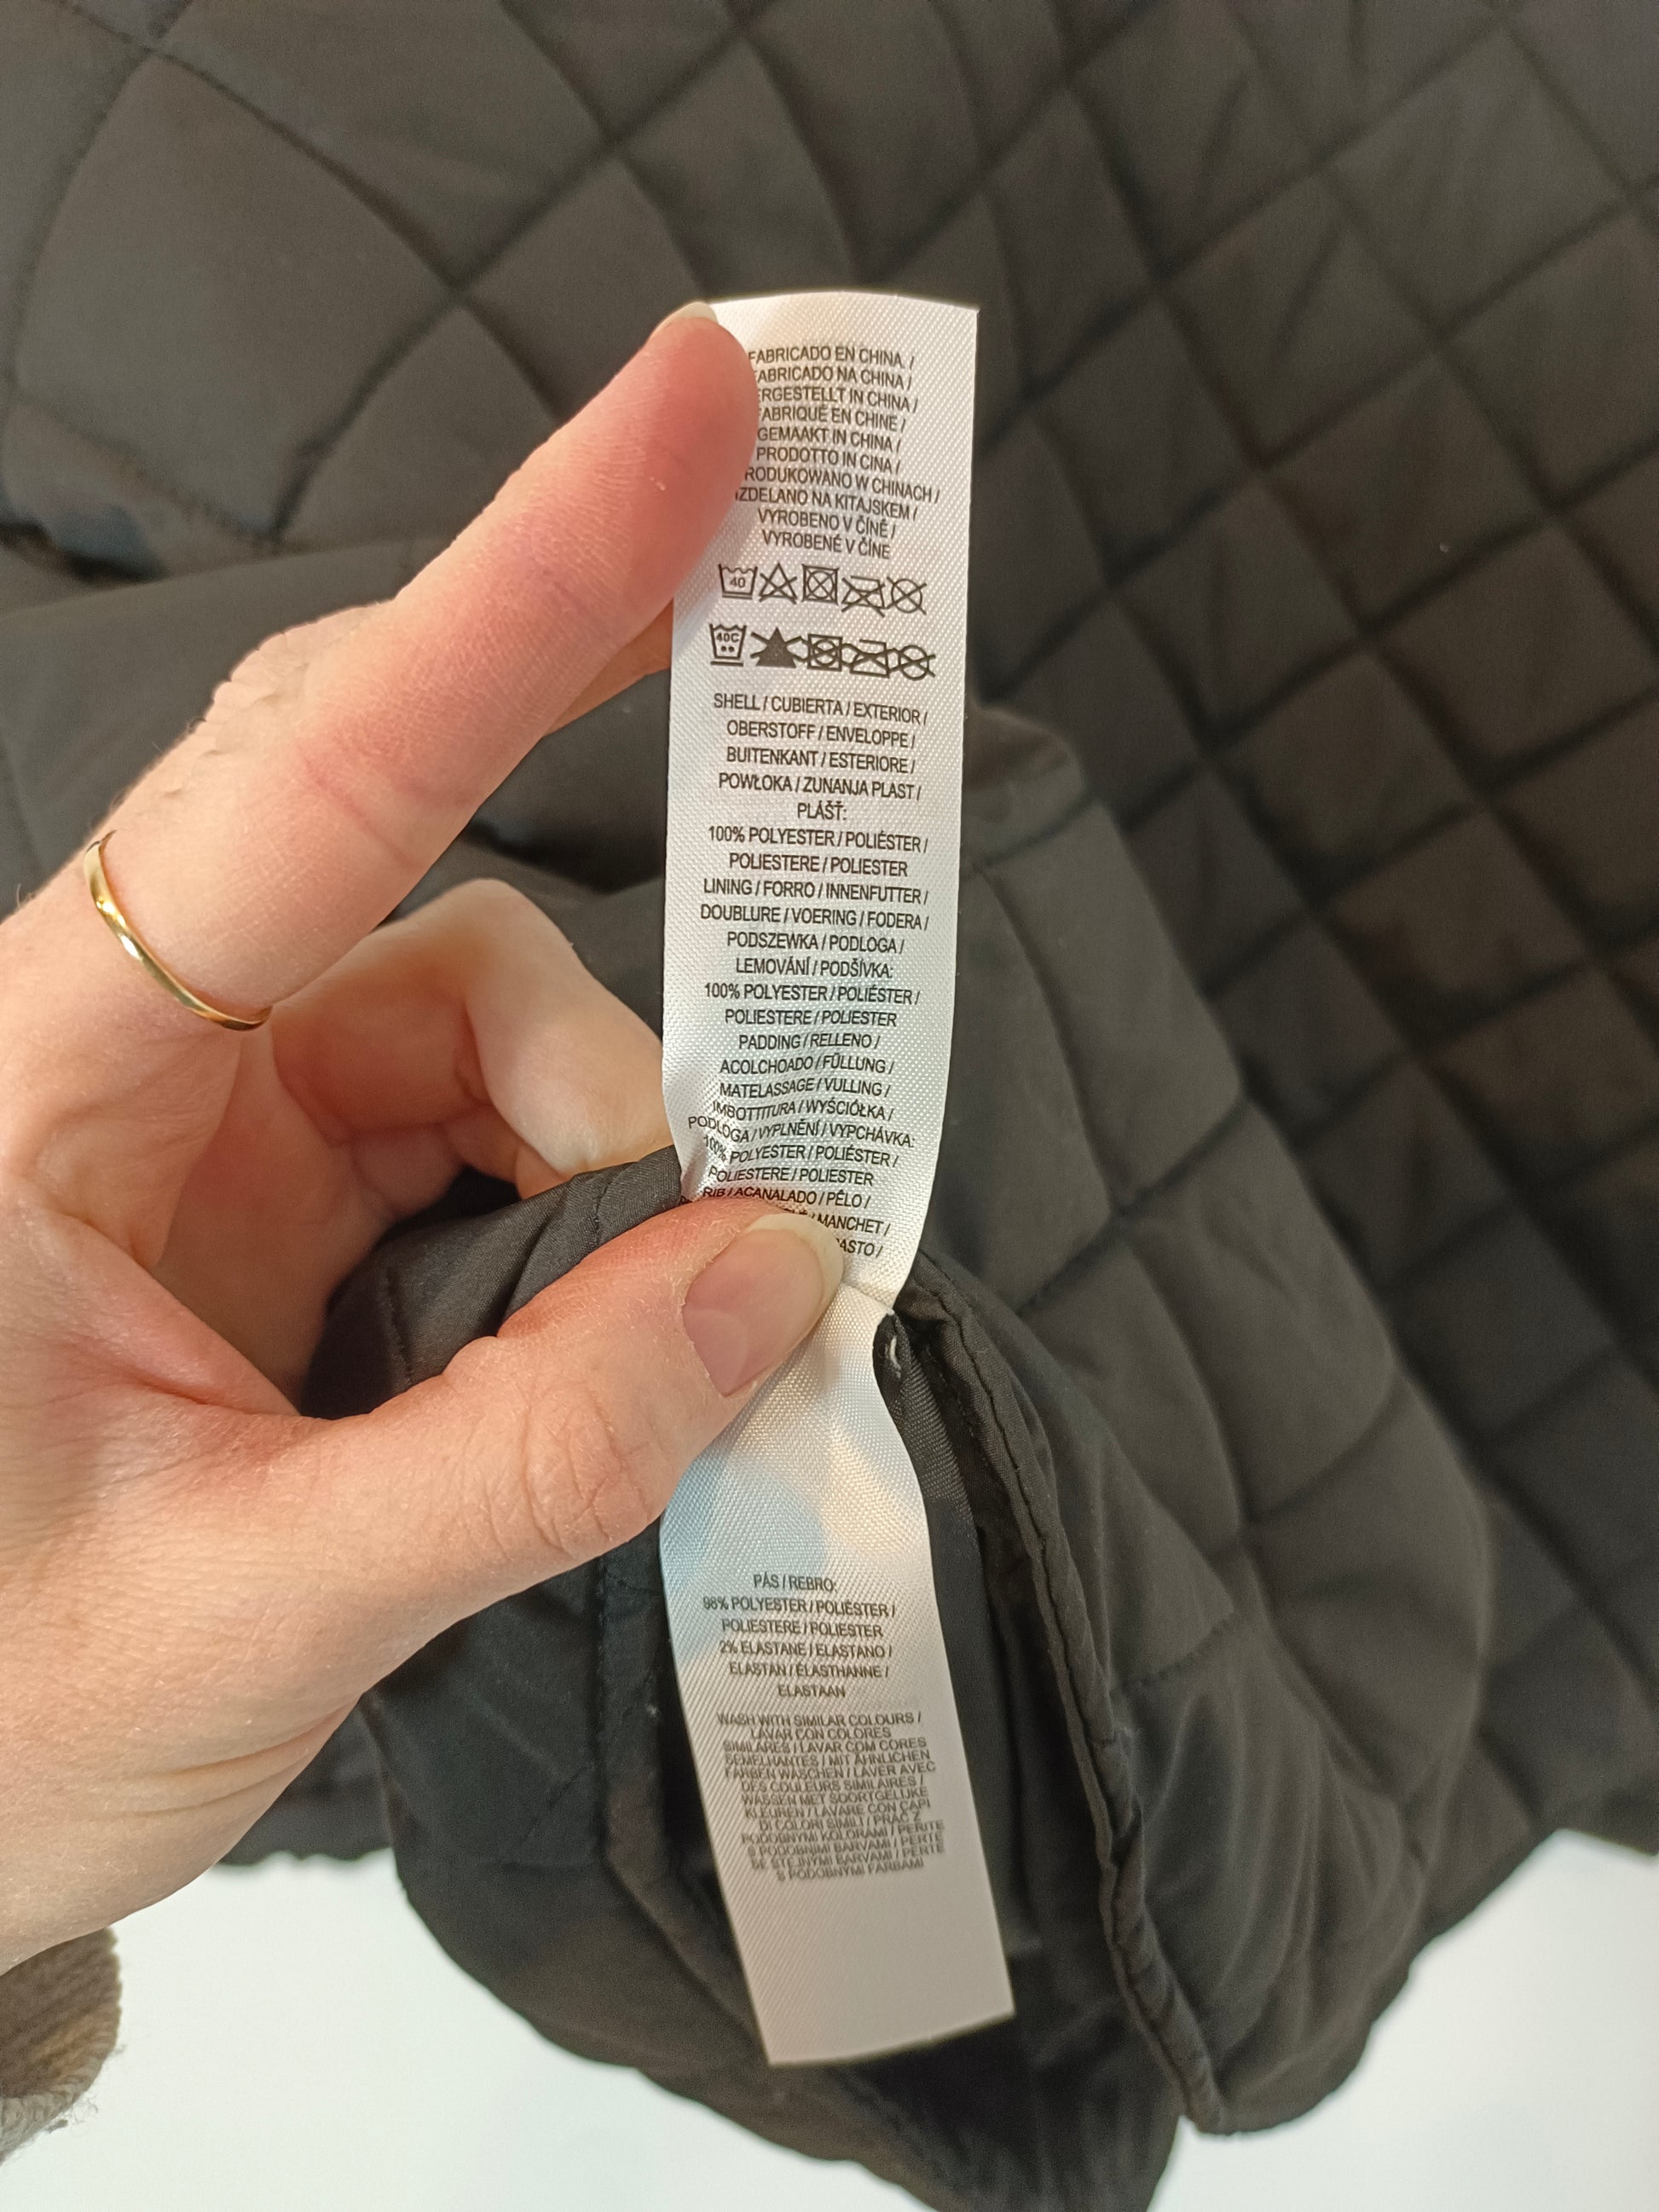 FABRICADO EN CHINA /
FABRICADO NA CHINA /
ERGESTELLT IN CHINA /
FABRIQUÉ EN CHINE /
GEMAAKT IN CHINA /
PRODOTTO IN CINA /
RODUKOWANO W CHINACH /
IZDELANO NA KITAJSKEM /
VYROBENO V ČÍNĚ /
VYROBENÉ V ČÍNE
40
40C
SHELL / CUBIERTA / EXTERIOR /
OBERSTOFF / ENVELOPPE /
BUITENKANT / ESTERIORE /
POWŁOKA / ZUNANJA PLAST /
PLÁŠŤ:
100% POLYESTER / POLIÉSTER /
POLIESTERE / POLIESTER
LINING / FORRO / INNENFUTTER /
DOUBLURE / VOERING / FODERA /
PODSZEWKA / PODLOGA /
LEMOVÁNÍ / PODŠÍVKA:
100% POLYESTER / POLIÉSTER /
POLIESTERE / POLIESTER
PADDING / RELLENO /
ACOLCHOADO / FÜLLUNG /
MATELASSAGE / VULLING /
IMBOTTITURA / WYŚCIÓŁKA /
PODLOGA / VYPLNĚNÍ / VYPCHÁVKA:
100% POLYESTER / POLIÉSTER /
POLIESTERE / POLIESTER
RIB / ACANALADO / PÊLO /
/ MANCHET /
ASTO /
PÁS / REBRO:
98% POLYESTER / POLIÉSTER /
POLIESTERE / POLIESTER
2% ELASTANE / ELASTANO /
ELASTAN / ÉLASTHANNE /
ELASTAAN
WASH WITH SIMILAR COLOURS /
LAVAR CON COLORES
SIMILARES / LAVAR COM CORES
SEMELHANTES / MIT ÄHNLICHEN
FARBEN WASCHEN / LAVER AVEC
DES COULEURS SIMILAIRES /
WASSEN MET SOORTGELIJKE
KLEUREN / LAVARE CON CAPI
DI COLORI SIMILI / PRAĆ Z
PODOBNYMI KOLORAMI / PERITE
S PODOBNIMI BARVAMI / PERTE
SE STEJNÝMI BARVAMI / PERTE
S PODOBNÝMI FARBAMI